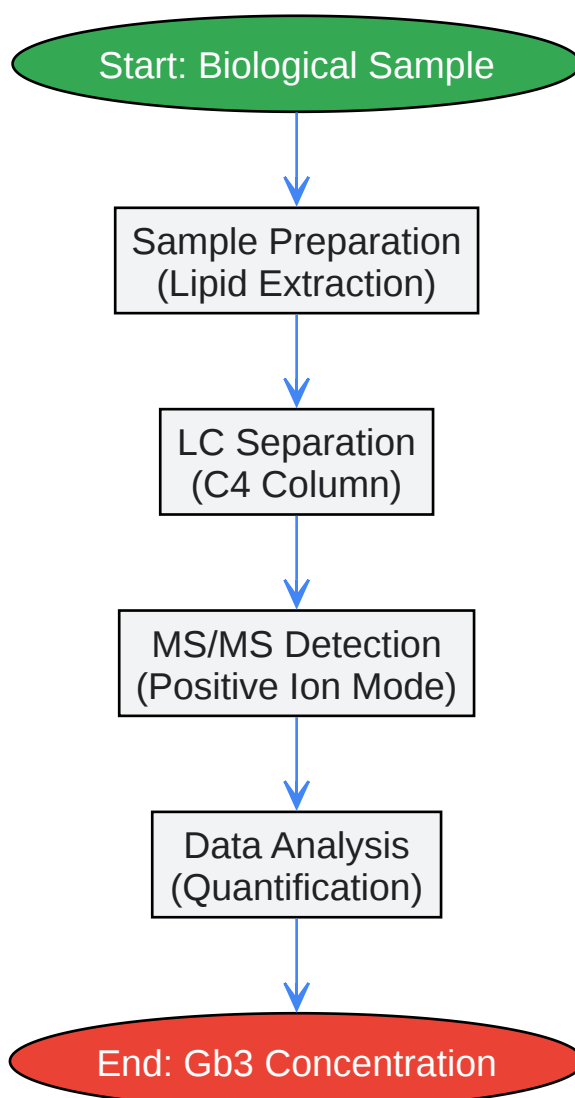 Start: Biological Sample
Sample Preparation
(Lipid Extraction)
LC Separation
(C4 Column)
MS/MS Detection
(Positive Ion Mode)
Data Analysis
(Quantification)
End: Gb3 Concentration